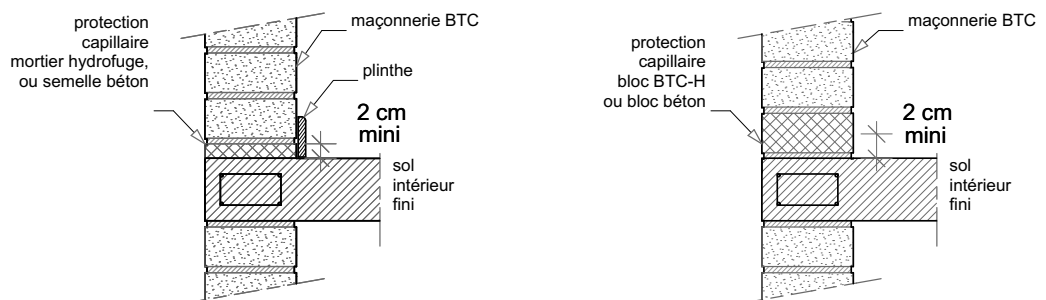 protection
capillaire
mortier hydrofuge,
ou semelle béton
maçonnerie BTC
plinthe
2 cm
mini
sol
intérieur
fini
protection
capillaire
bloc BTC-H
ou bloc béton
maçonnerie BTC
2 cm
mini
sol
intérieur
fini